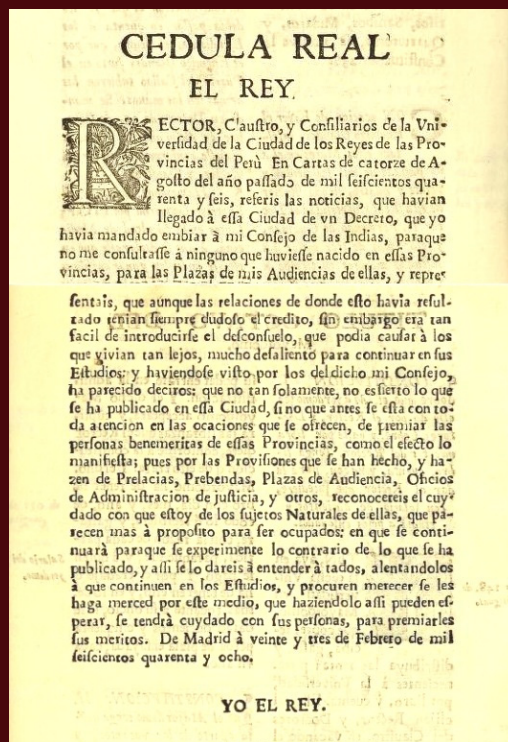 CEDULA REAL
EL REY.
RECTOR, Claustro, y Consiliarios de la Vni-
versidad de la Ciudad de los Reyes de las Pro-
vincias del Perù En Cartas de catorze de A-
gosto del año passado de mil seiscientos qua-
renta y seis, referis las noticias, que havian
llegado à essa Ciudad de vn Decreto, que yo
havia mandado embiar à mi Consejo de las Indias, paraque
no me consultasse à ninguno que huviesse nacido en essas Pro-
vincias, para las Plazas de mis Audiencias de ellas, y repre-
sentais, que aunque las relaciones de donde esto havia resul-
tado tenian siempre dudoso el credito, sin embargo era tan
facil de introducirse el desconsuelo, que podia causar à los
que vivian tan lejos, mucho desaliento para continuar en sus
Estudios: y haviendose visto por los del dicho mi Consejo,
ha parecido deciros: que no tan solamente, no es sierto lo que
se ha publicado en essa Ciudad, si no que antes se esta con to-
da atencion en las ocaciones que se ofrecen, de premiar las
personas benemeritas de essas Provincias, como el efecto lo
manifiesta; pues por las Provisiones que se han hecho, y ha-
zen de Prelacias, Prebendas, Plazas de Audiencia, Oficios
de Administracion de justicia, y otros, reconocereis el cuy-
dado con que estoy de los sujetos Naturales de ellas, que pa-
recen mas à proposito para ser ocupados: en que se conti-
nuarà paraque se experimente lo contrario de lo que se ha
publicado, y assi se lo dareis à entender à tados, alentandolos
à que continuen en los Estudios, y procuren merecer se les
haga merced por este medio, que haziendolo assi pueden es-
perar, se tendrà cuydado con sus personas, para premiarles
sus meritos. De Madrid à veinte y tres de Febrero de mil
seiscientos quarenta y ocho.
YO EL REY.